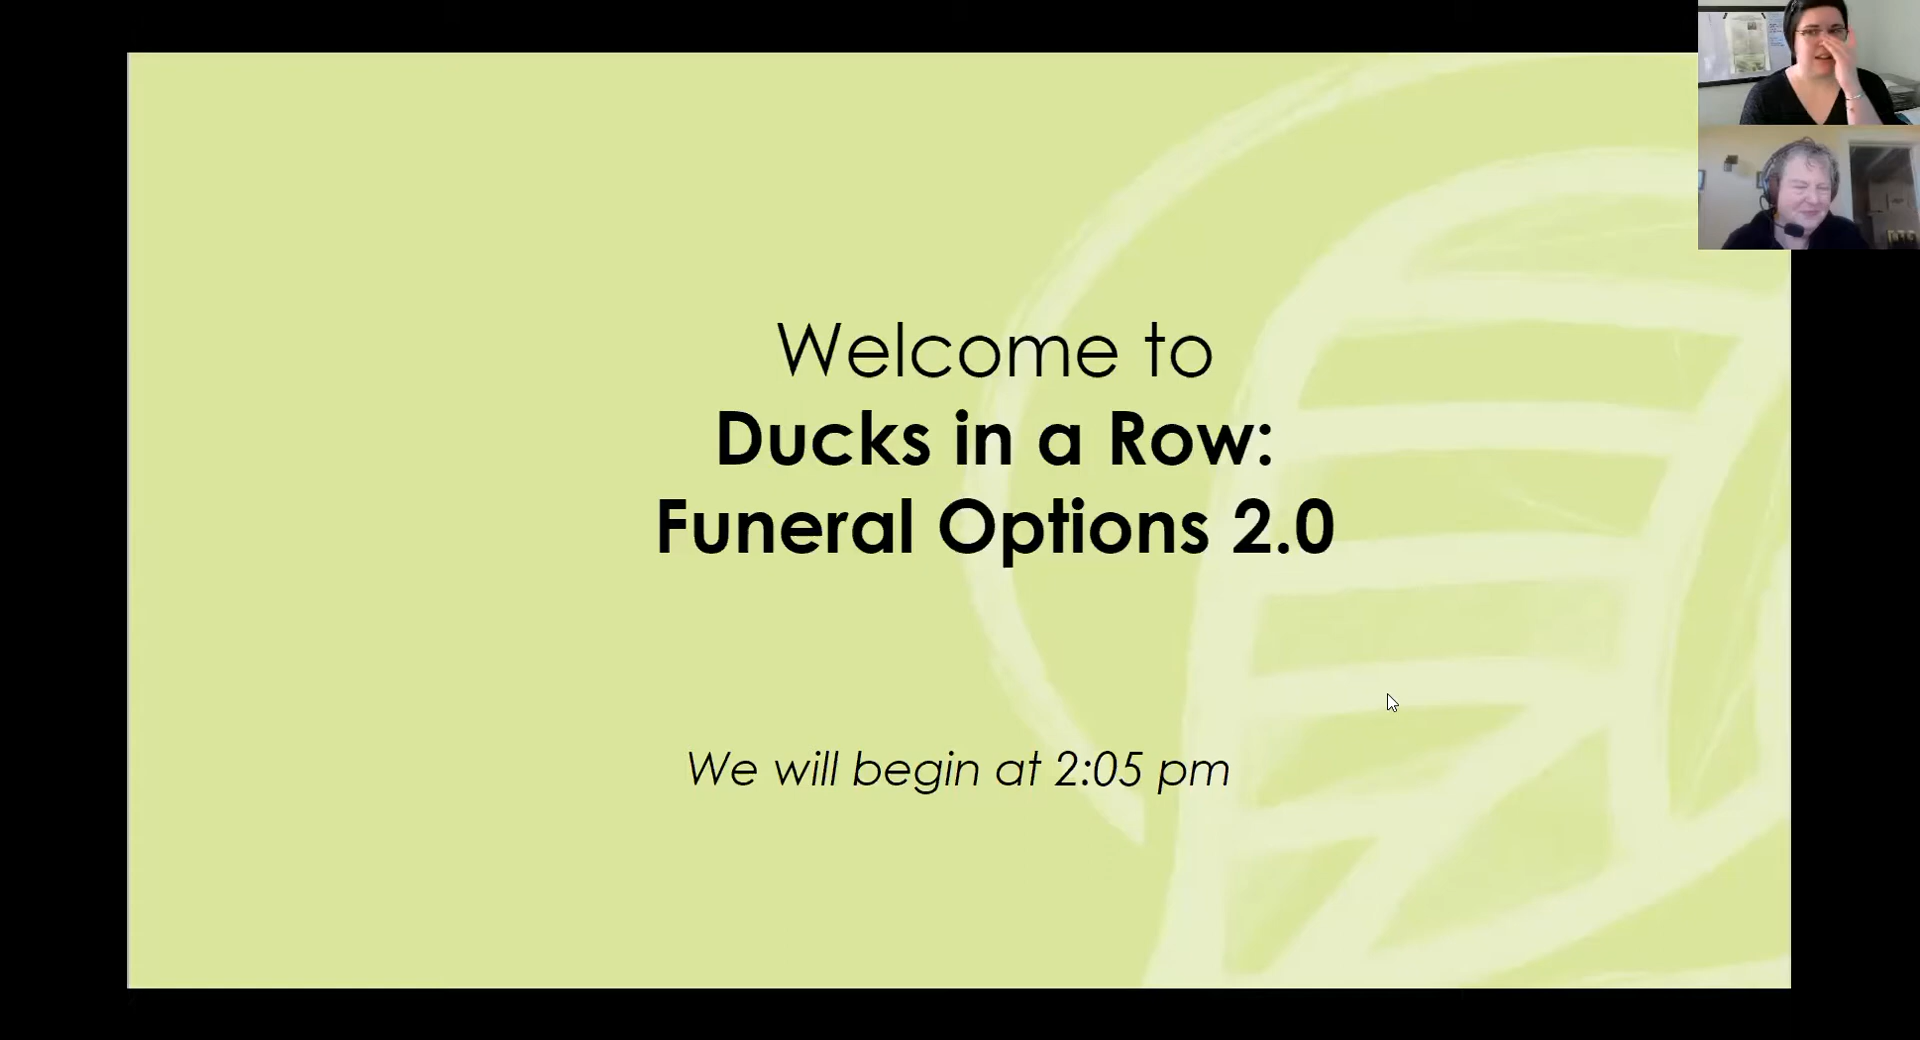 Welcome to
Ducks in a Row:
Funeral Options 2.0
We will begin at 2:05 pm